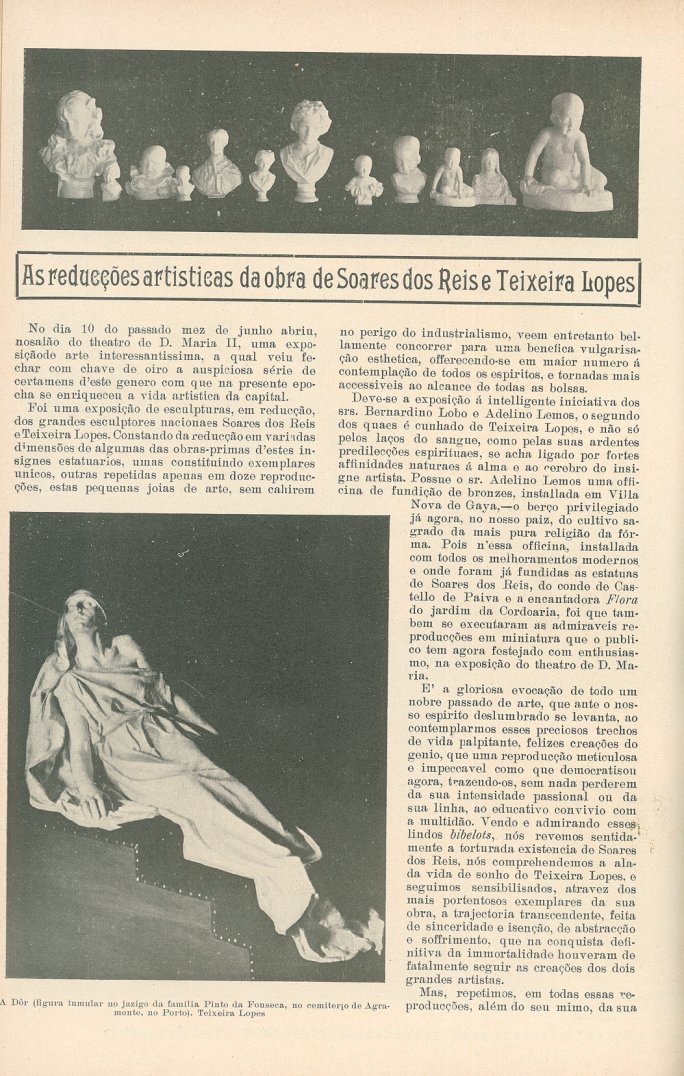 As reducções artisticas da obra de Soares dos Reis e Teixeira Lopes
No dia 10 do passado mez de junho abriu,
nosalão do theatro de D. Maria II, uma expo-
siçãode arte interessantissima, a qual veiu fe-
char com chave de oiro a auspiciosa série de
certamens d'este genero com que na presente epo-
cha se enriqueceu a vida artistica da capital.
Foi uma exposição de esculpturas, em reducção,
dos grandes esculptores nacionaes Soares dos Reis
e Teixeira Lopes. Constando da reducção em variadas
dimensões de algumas das obras-primas d'estes in-
signes estatuarios, umas constituindo exemplares
unicos, outras repetidas apenas em doze reproduc-
ções, estas pequenas joias de arte, sem cahirem
no perigo do industrialismo, veem entretanto bel-
lamente concorrer para uma benefica vulgarisa-
ção esthetica, offerecendo-se em maior numero á
contemplação de todos os espiritos, e tornadas mais
accessiveis ao alcance de todas as bolsas.
Deve-se a exposição á intelligente iniciativa dos
srs. Bernardino Lobo e Adelino Lemos, o segundo
dos quaes é cunhado de Teixeira Lopes, e não só
pelos laços do sangue, como pelas suas ardentes
predilecções espirituaes, se acha ligado por fortes
affinidades naturaes á alma e ao cerebro do insi-
gne artista. Possue o sr. Adelino Lemos uma offi-
cina de fundição de bronzes, installada em Villa
Nova de Gaya,—o berço privilegiado
já agora, no nosso paiz, do cultivo sa-
grado da mais pura religião da fór-
ma. Pois n'essa officina, installada
com todos os melhoramentos modernos
e onde foram já fundidas as estatuas
de Soares dos Reis, do conde de Cas-
tello de Paiva e a encantadora Flora
do jardim da Cordoaria, foi que tam-
bem se executaram as admiraveis re-
producções em miniatura que o publi-
co tem agora festejado com enthusias-
mo, na exposição do theatro de D. Ma-
ria.
E' a gloriosa evocação de todo um
nobre passado de arte, que ante o nos-
so espirito deslumbrado se levanta, ao
contemplarmos esses preciosos trechos
de vida palpitante, felizes creações do
genio, que uma reproducção meticulosa
e impeccavel como que democratisou
agora, trazendo-os, sem nada perderem
da sua intensidade passional ou da
sua linha, ao educativo convivio com
a multidão. Vendo e admirando esses
lindos bibelots, nós revemos sentida-
mente a torturada existencia de Soares
dos Reis, nós comprehendemos a ala-
da vida de sonho de Teixeira Lopes, e
seguimos sensibilisados, atravez dos
mais portentosos exemplares da sua
obra, a trajectoria transcendente, feita
de sinceridade e isenção, de abstracção
e soffrimento, que na conquista defi-
nitiva da immortalidade houveram de
fatalmente seguir as creações dos dois
grandes artistas.
Mas, repetimos, em todas essas re-
producções, além do seu mimo, da sua
A Dôr (figura tumular no jazigo da familia Pinto da Fonseca, no cemiterio de Agra-
monte, no Porto). Teixeira Lopes